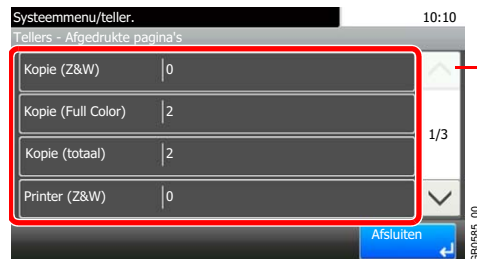 Systeemmenu/teller. 10:10
Tellers - Afgedrukte pagina's
Kopie (Z&W) 0
Kopie (Full Color) 2
1/3
Kopie (totaal) 2
Printer (Z&W) 0
Afsluiten
GB0585_00